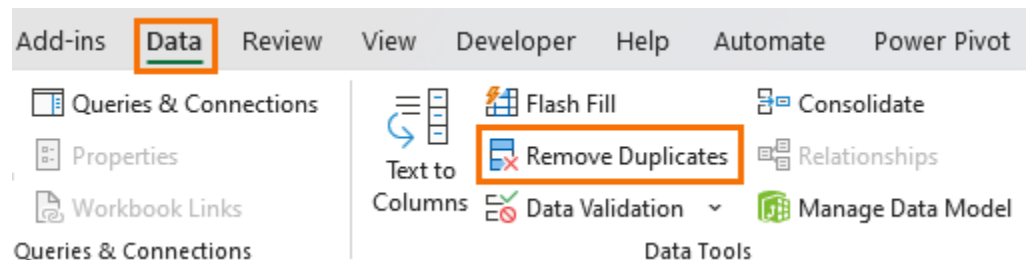 Add-ins Data Review View Developer Help Automate Power Pivot
Queries & Connections
Properties
Workbook Links
Queries & Connections
Text to
Columns
Flash Fill
Remove Duplicates
Data Validation
Consolidate
Relationships
Manage Data Model
Data Tools